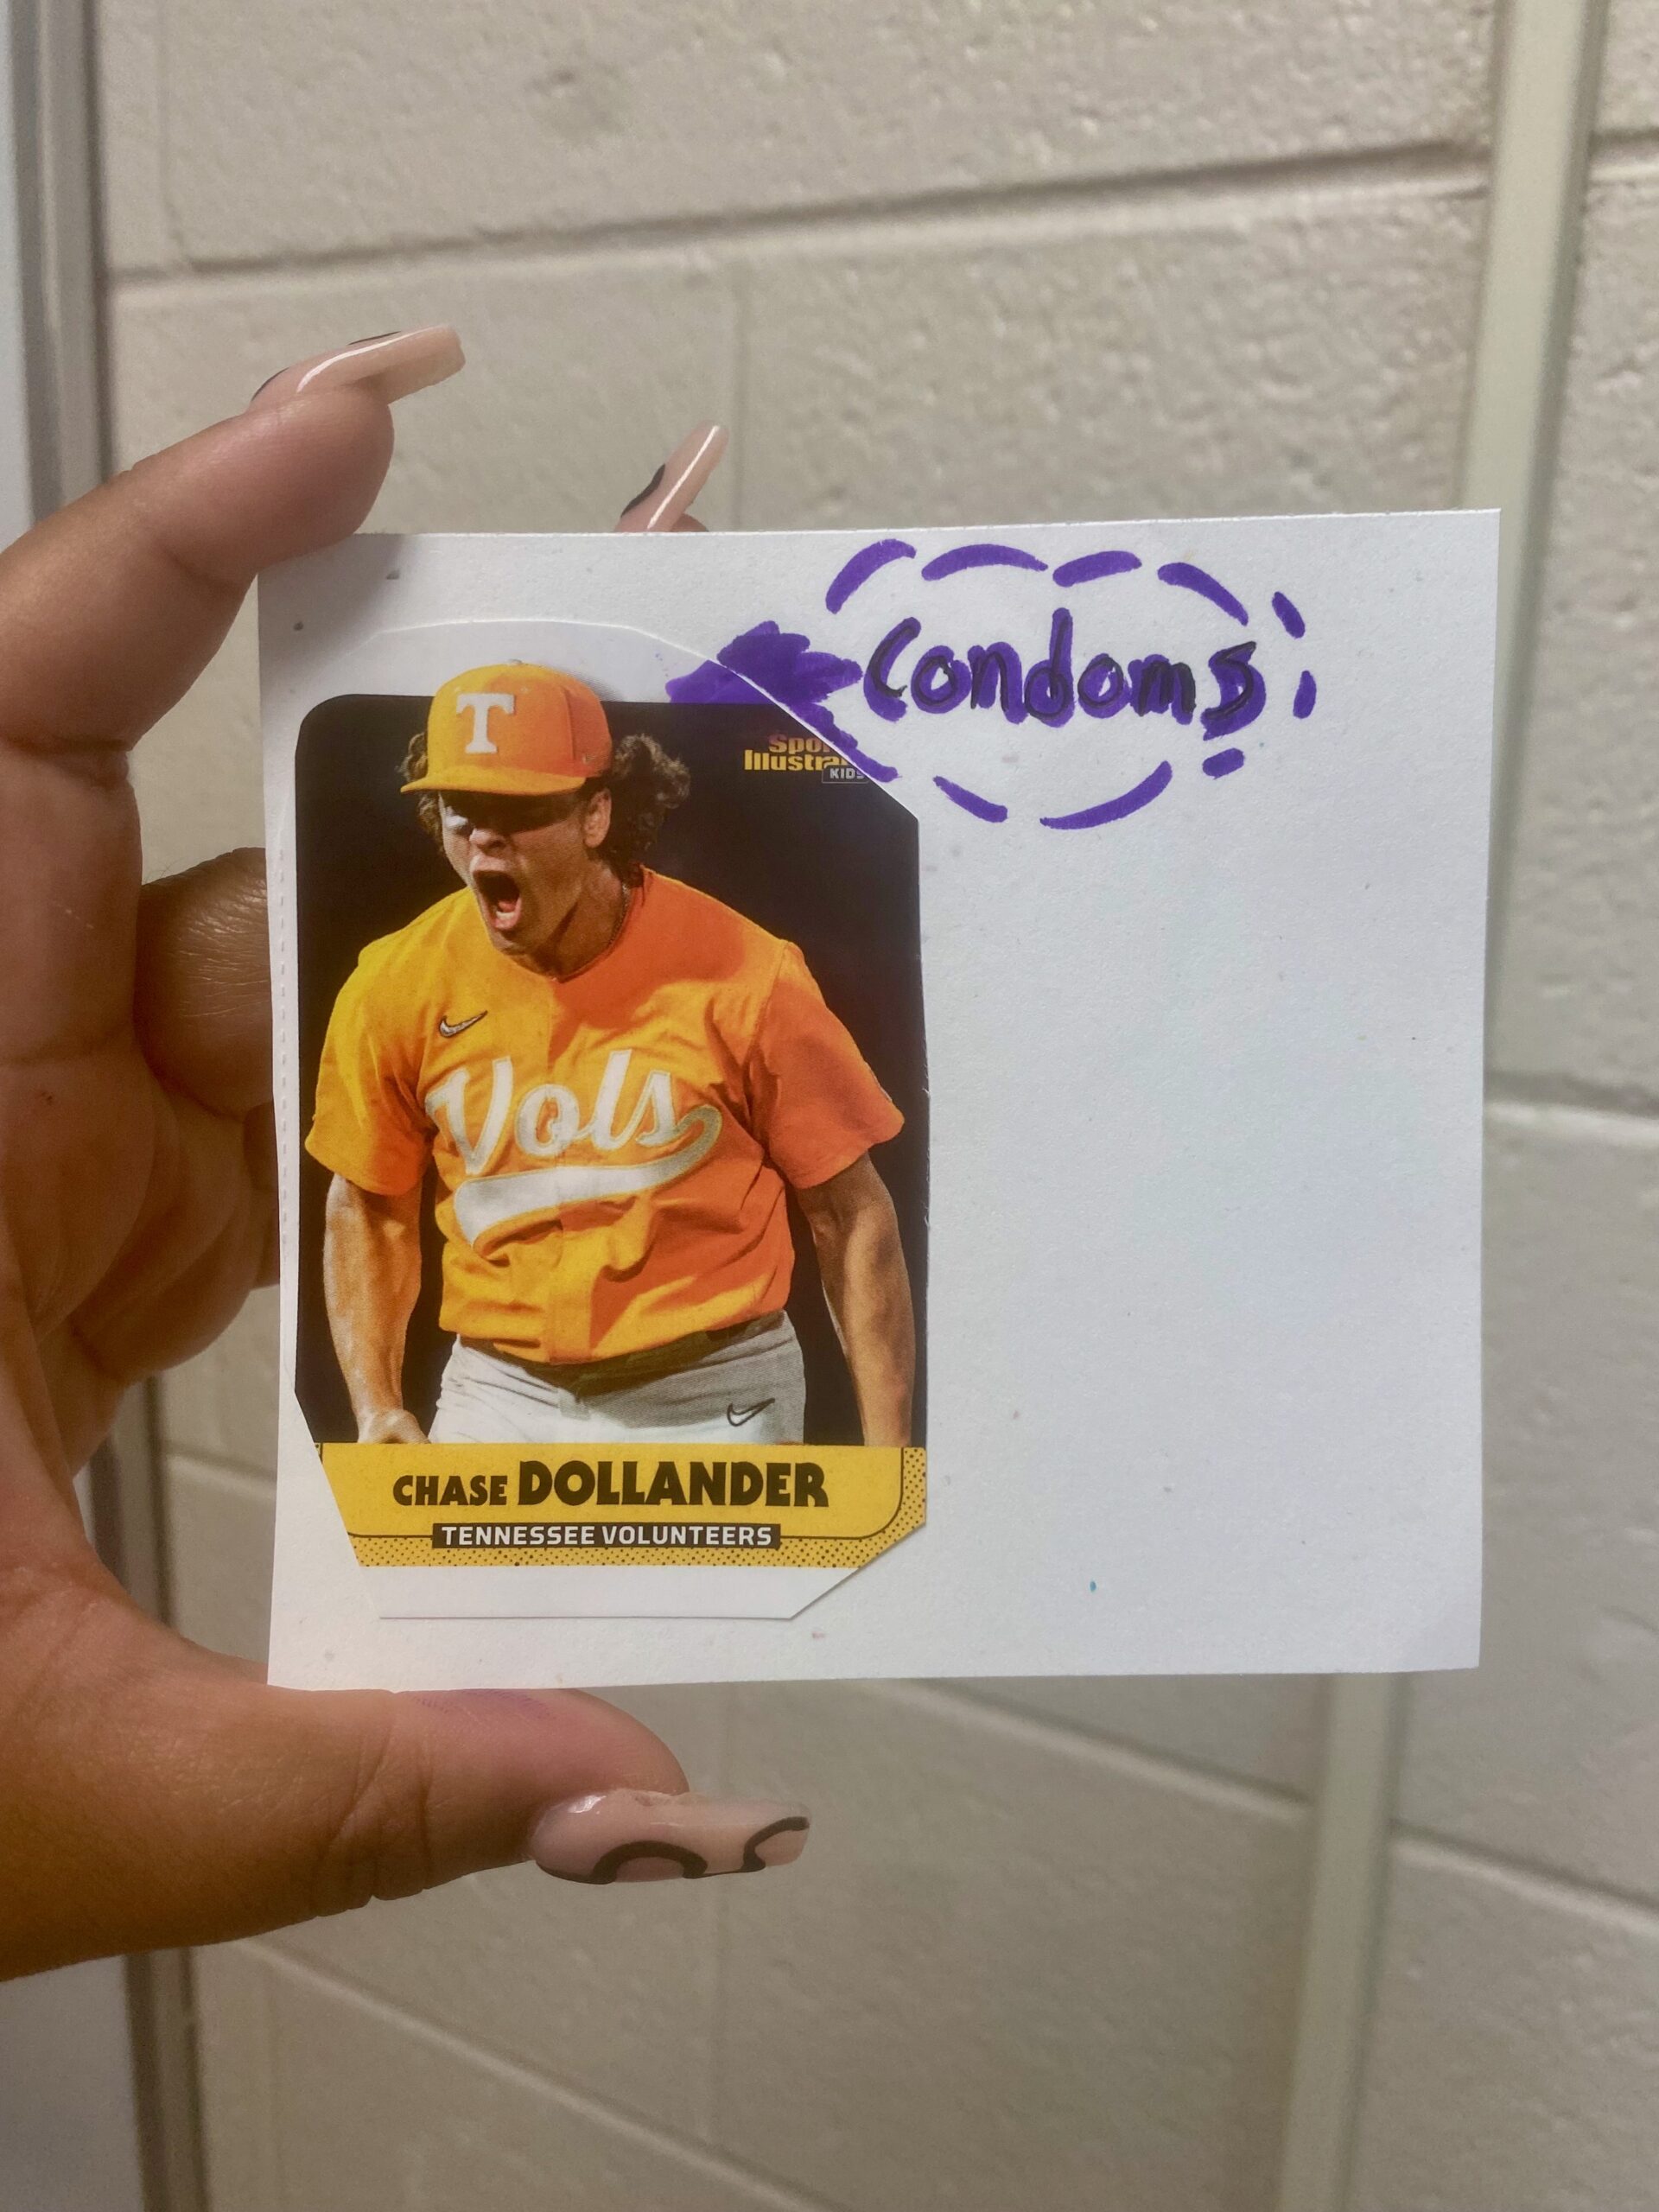 Condoms
T
Sports
Illustrated
KIDS
Vols
CHASE DOLLANDER
TENNESSEE VOLUNTEERS